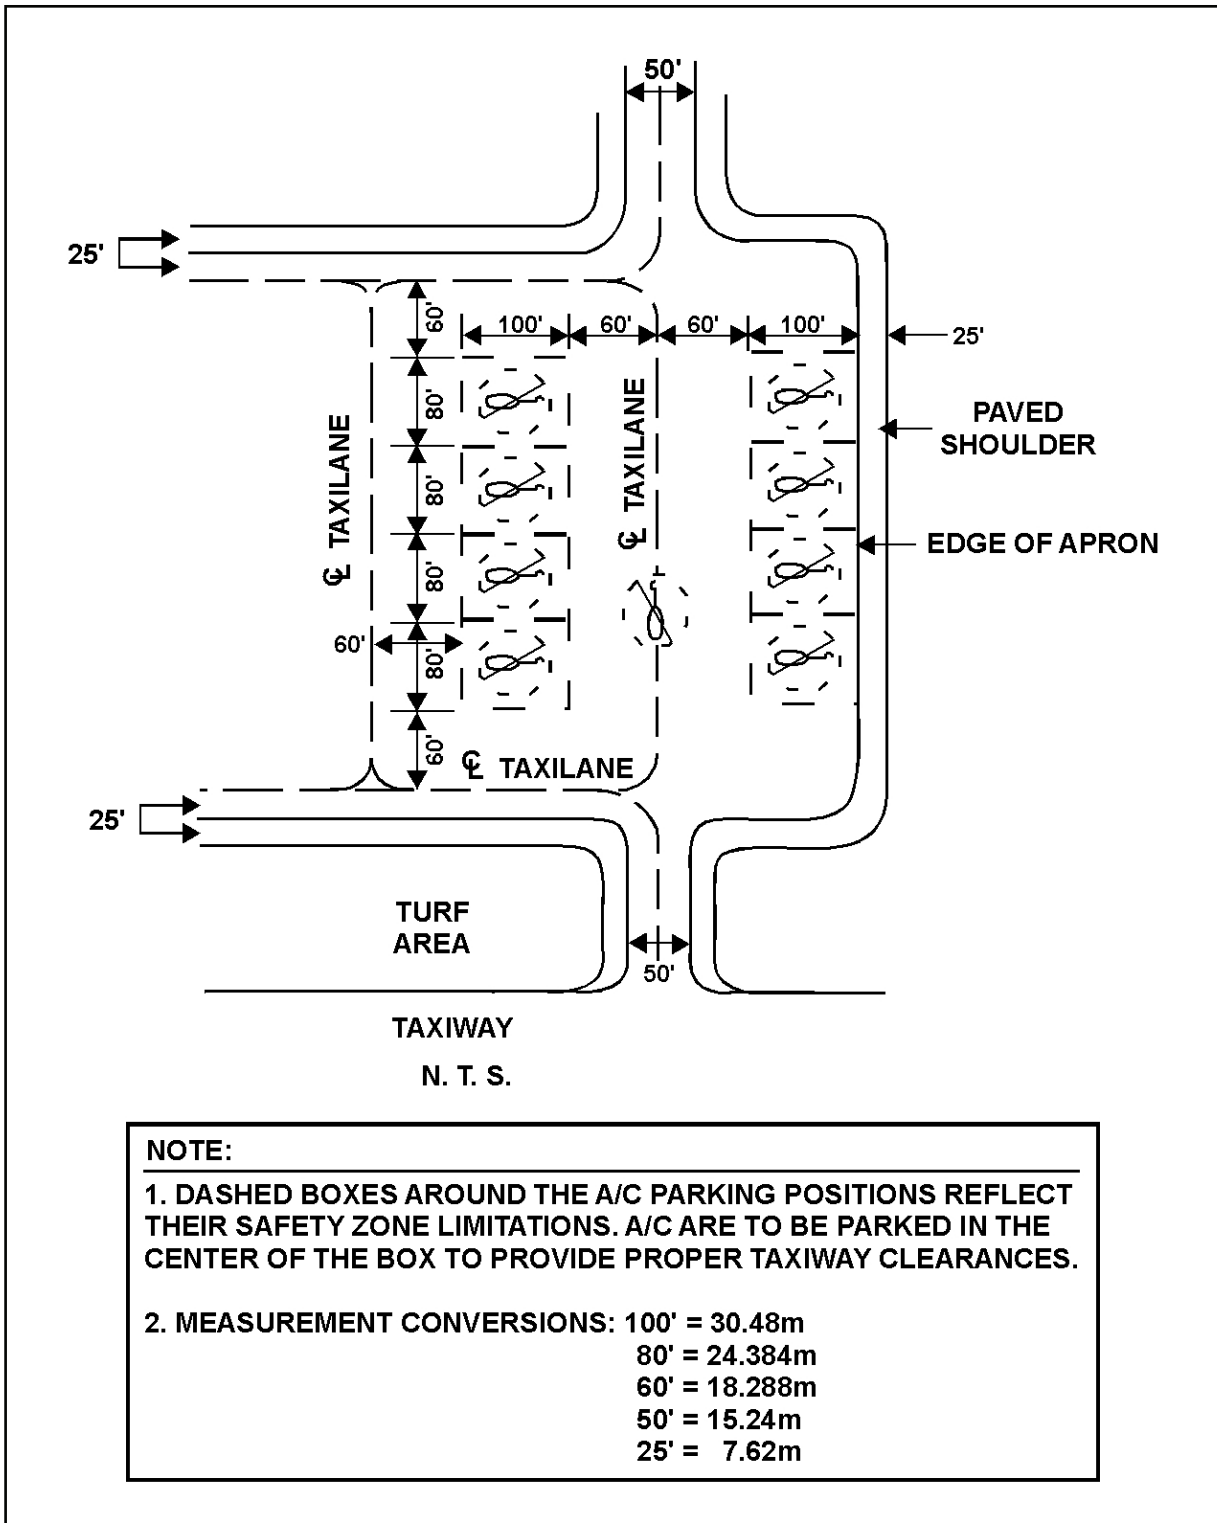 50'
25'
60'
100'
60'
60'
100'
25'
80'
80'
80'
80'
60'
60'
℄ TAXILANE
℄ TAXILANE
PAVED
SHOULDER
EDGE OF APRON
℄ TAXILANE
25'
TURF
AREA
50'
TAXIWAY
N. T. S.
NOTE:
1. DASHED BOXES AROUND THE A/C PARKING POSITIONS REFLECT
THEIR SAFETY ZONE LIMITATIONS. A/C ARE TO BE PARKED IN THE
CENTER OF THE BOX TO PROVIDE PROPER TAXIWAY CLEARANCES.
2. MEASUREMENT CONVERSIONS: 100' = 30.48m
80' = 24.384m
60' = 18.288m
50' = 15.24m
25' = 7.62m